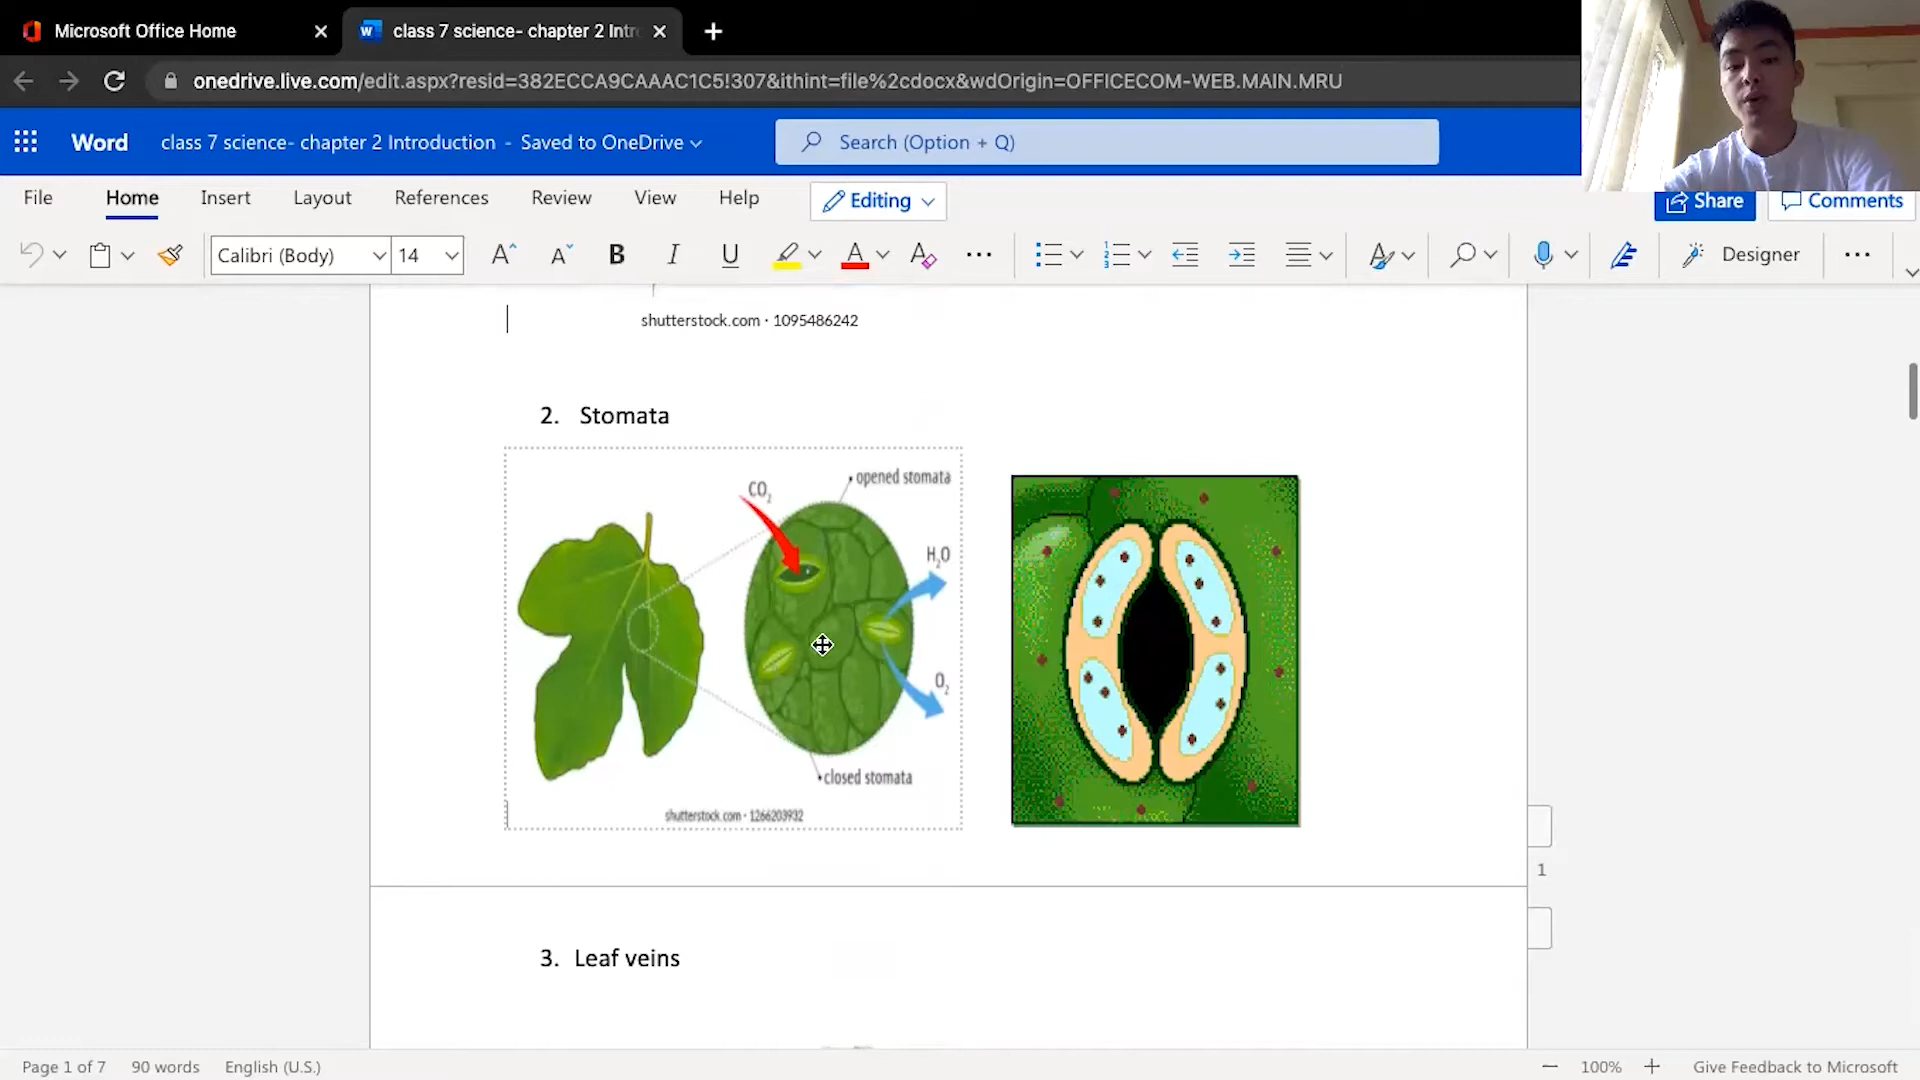 Microsoft Office Home
class 7 science- chapter 2 Intr
onedrive.live.com/edit.aspx?resid=382ECCA9CAAAC1C5!307&ithint=file%2cdocx&wdOrigin=OFFICECOM-WEB.MAIN.MRU
Word class 7 science- chapter 2 Introduction - Saved to OneDrive
Search (Option + Q)
File Home Insert Layout References Review View Help Editing Share Comments
Calibri (Body) 14 A A B I U A A Designer
shutterstock.com · 1095486242
2. Stomata
opened stomata
CO2
H2O
O2
closed stomata
shutterstock.com · 1266203932
1
3. Leaf veins
Page 1 of 7 90 words English (U.S.) 100% Give Feedback to Microsoft